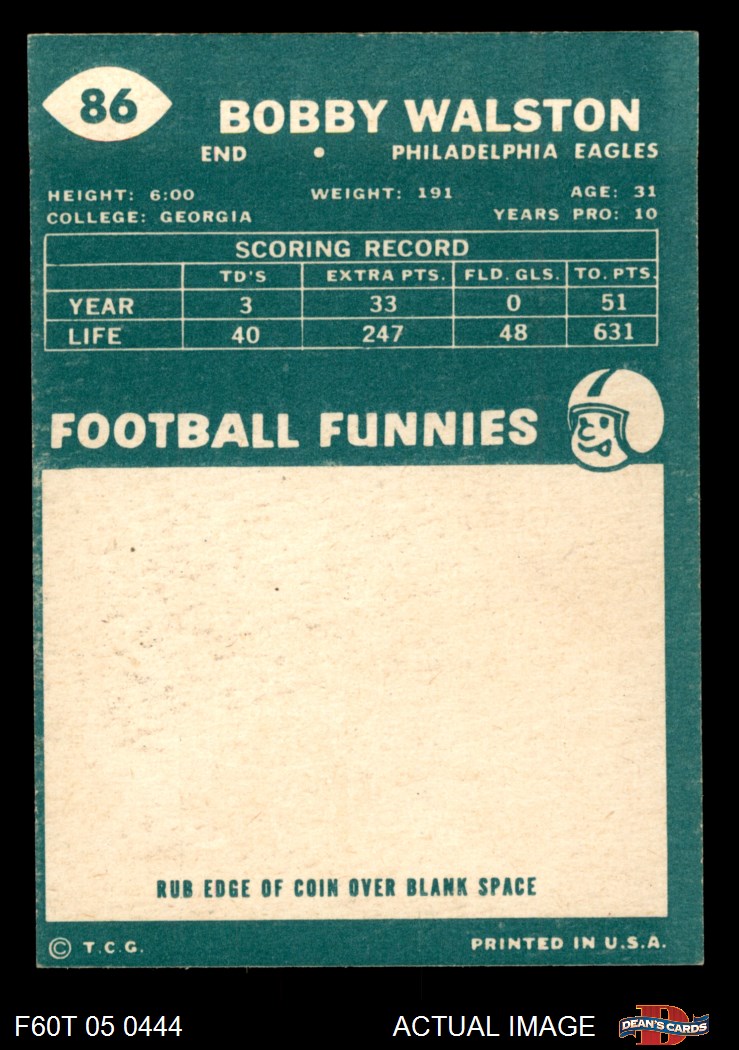 86
BOBBY WALSTON
END • PHILADELPHIA EAGLES
HEIGHT: 6:00 WEIGHT: 191 AGE: 31
COLLEGE: GEORGIA YEARS PRO: 10
SCORING RECORD
TD'S EXTRA PTS. FLD. GLS. TO. PTS.
YEAR 3 33 0 51
LIFE 40 247 48 631
FOOTBALL FUNNIES
RUB EDGE OF COIN OVER BLANK SPACE
© T.C.G. PRINTED IN U.S.A.
F60T 05 0444 ACTUAL IMAGE D DEAN'S CARDS